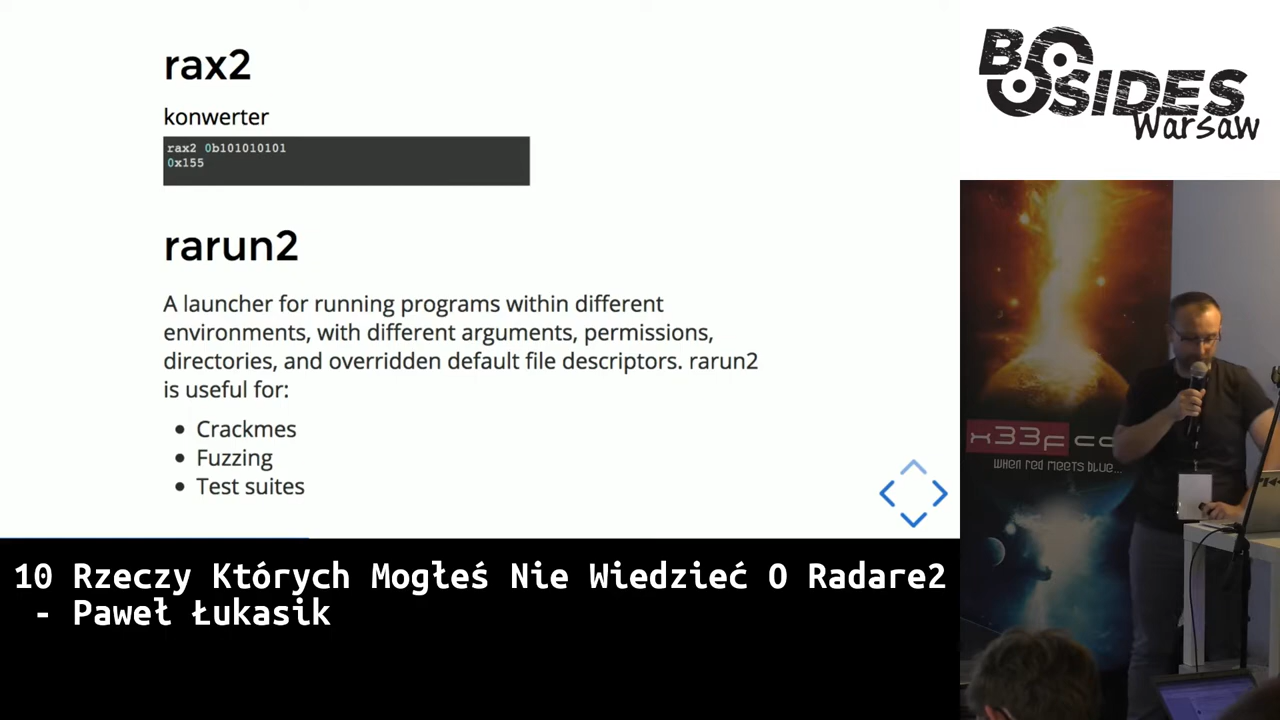 rax2
konwerter
rax2 0b101010101
0x155
rarun2
A launcher for running programs within different
environments, with different arguments, permissions,
directories, and overridden default file descriptors. rarun2
is useful for:
Crackmes
Fuzzing
Test suites
BSIDES
Warsaw
x33f co
When red meets blue...
10 Rzeczy Których Mogłeś Nie Wiedzieć O Radare2
- Paweł Łukasik